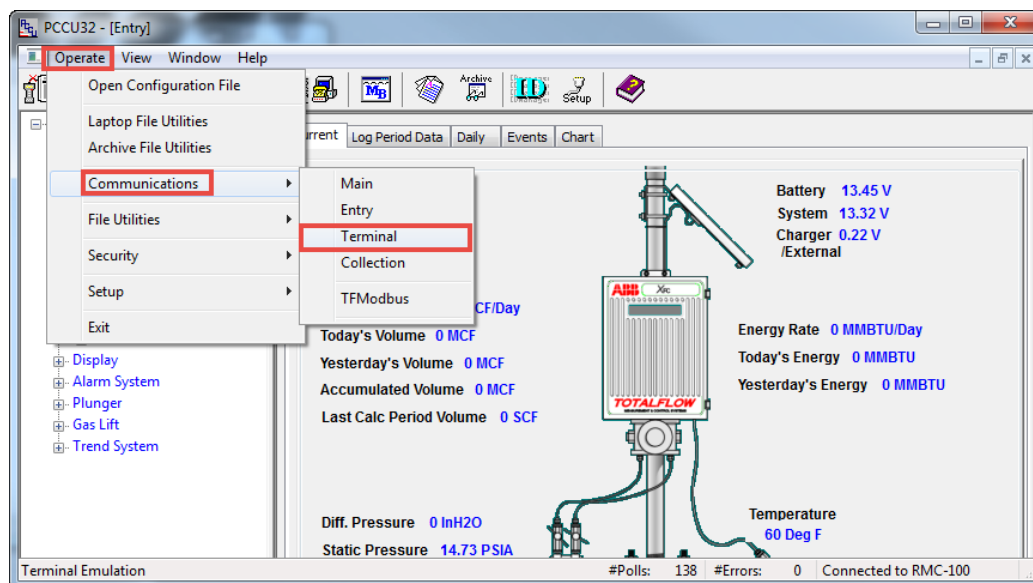 PCCU32 - [Entry]
Operate View Window Help
Archive
Setup
Open Configuration File
Laptop File Utilities
Archive File Utilities
Communications
File Utilities
Security
Setup
Exit
Main
Entry
Terminal
Collection
TFModbus
Log Period Data Daily Events Chart
Battery 13.45 V
System 13.32 V
Charger 0.22 V
/External
ABB XFC
CF/Day
Today's Volume 0 MCF
Yesterday's Volume 0 MCF
Accumulated Volume 0 MCF
Last Calc Period Volume 0 SCF
Energy Rate 0 MMBTU/Day
Today's Energy 0 MMBTU
Yesterday's Energy 0 MMBTU
TOTALFLOW
Display
Alarm System
Plunger
Gas Lift
Trend System
Diff. Pressure 0 InH2O
Static Pressure 14.73 PSIA
Temperature
60 Deg F
Terminal Emulation #Polls: 138 #Errors: 0 Connected to RMC-100